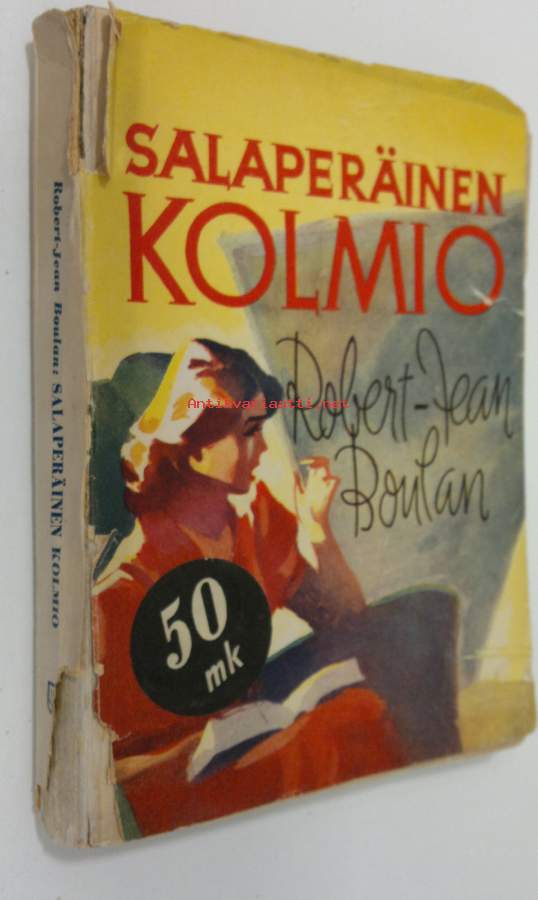 SALAPERÄINEN
KOLMIO
Robert-Jean
Boulan
50
mk
Robert-Jean Boulan: SALAPERÄINEN KOLMIO
Antikvariaatti.net